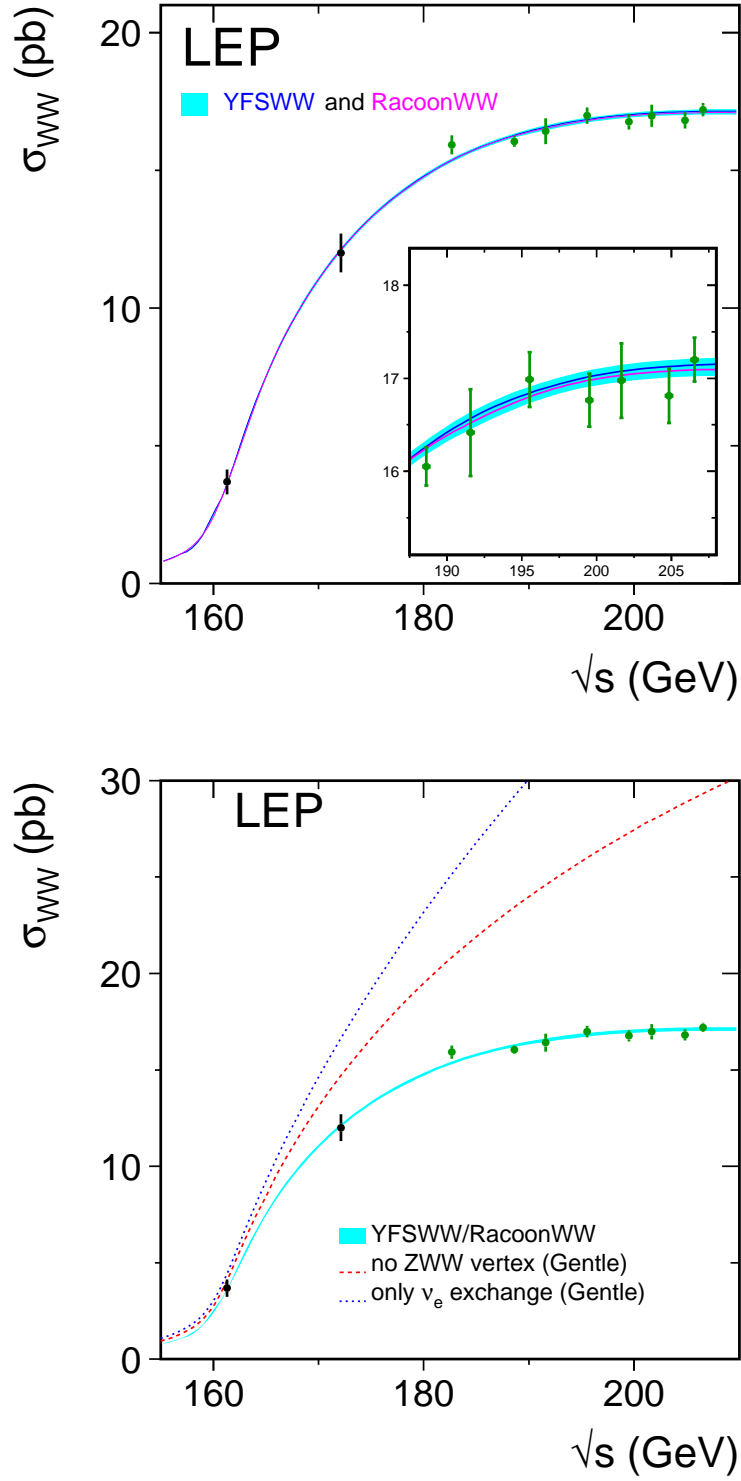 20
LEP
YFSWW and RacoonWW
σWW (pb)
18
17
10
16
190 195 200 205
0
160 180 200
√s (GeV)
30
LEP
σWW (pb)
20
10
YFSWW/RacoonWW
no ZWW vertex (Gentle)
only νe exchange (Gentle)
0
160 180 200
√s (GeV)